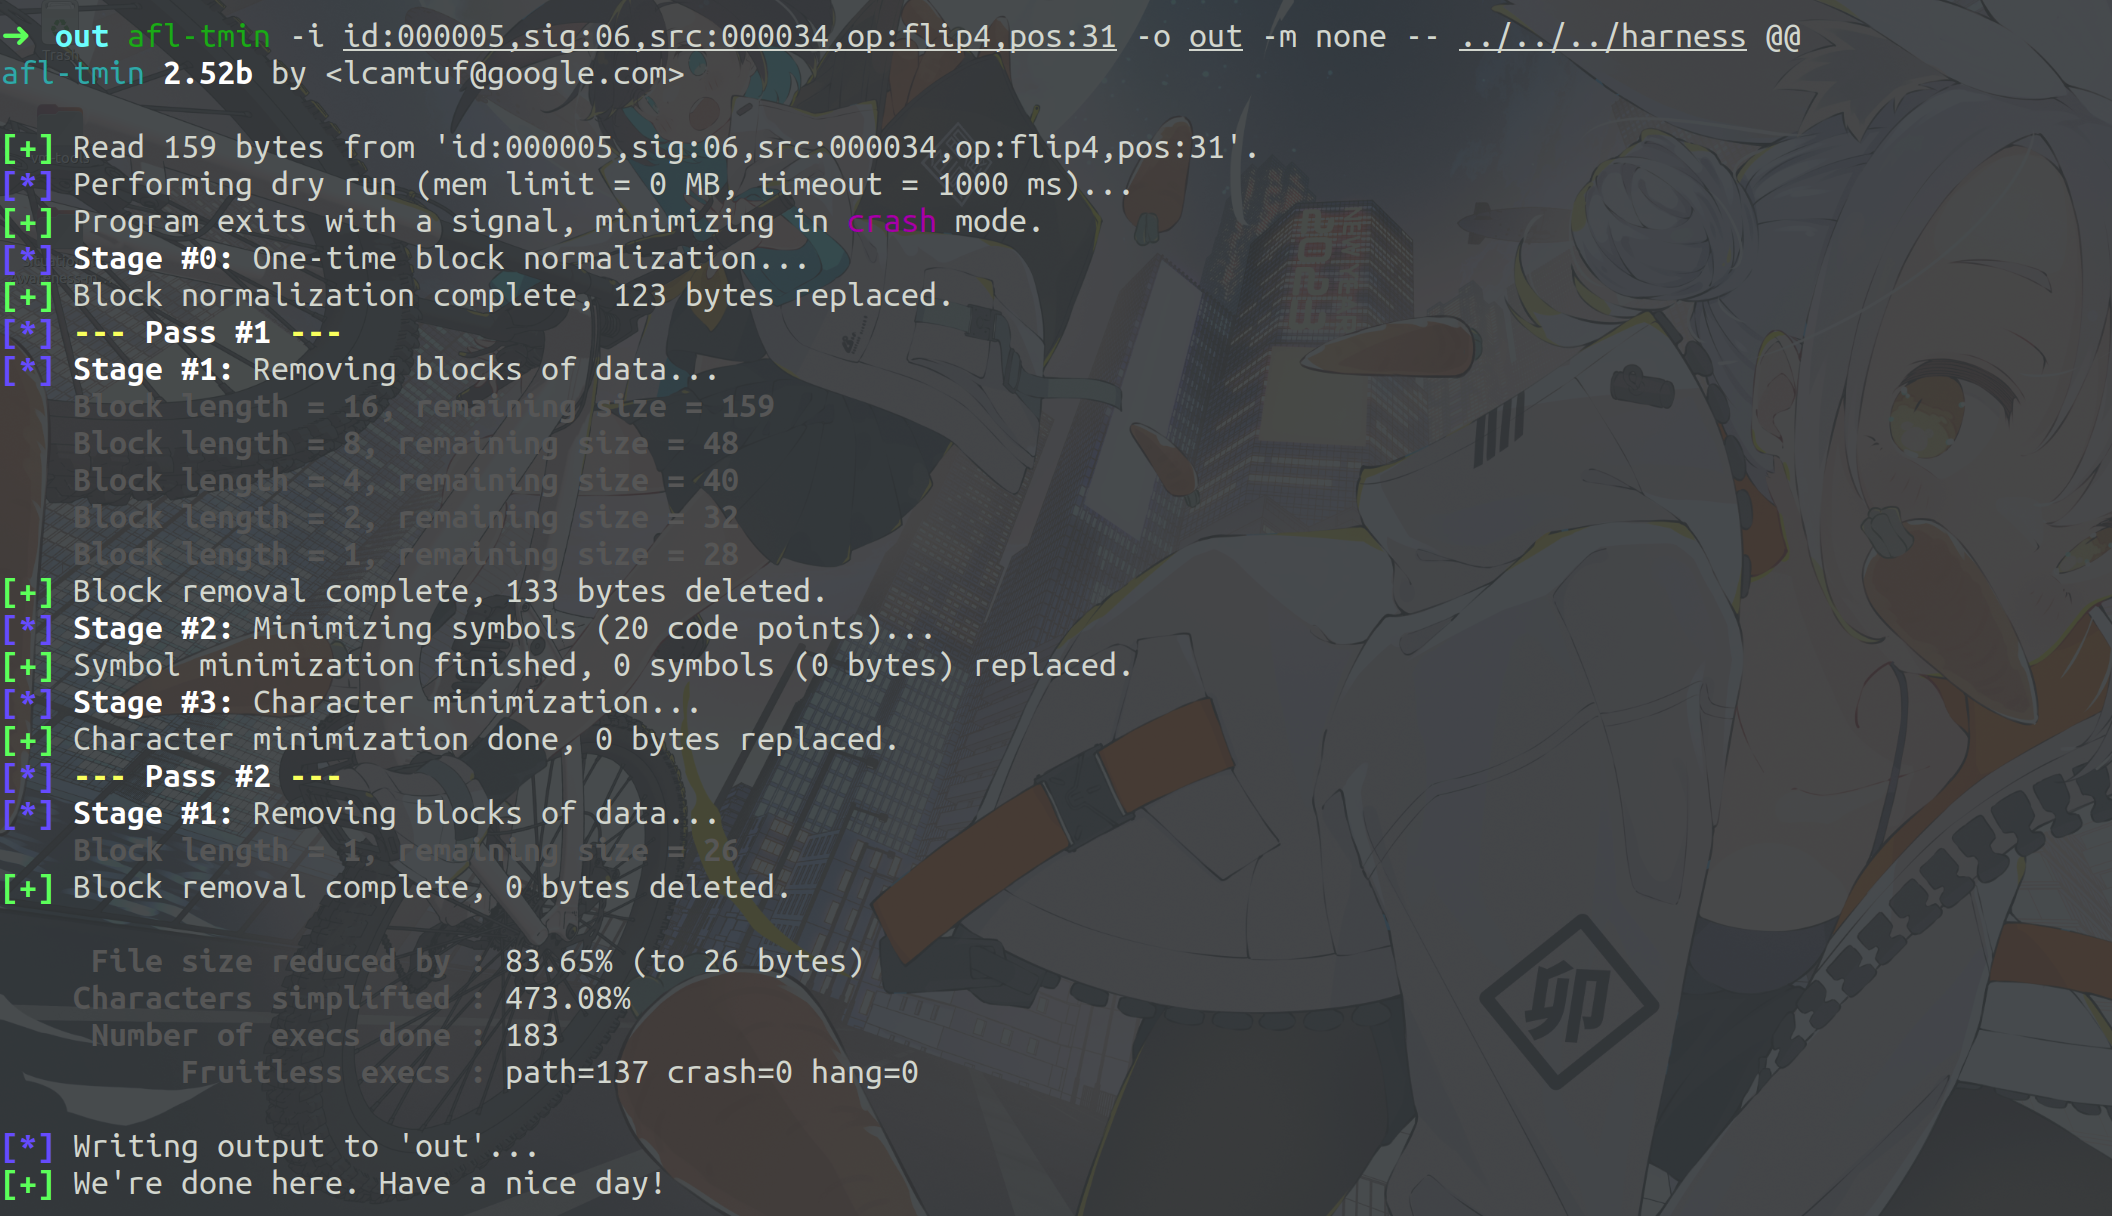 ➜ out afl-tmin -i id:000005,sig:06,src:000034,op:flip4,pos:31 -o out -m none -- ../../../harness @@
afl-tmin 2.52b by <lcamtuf@google.com>
[+] Read 159 bytes from 'id:000005,sig:06,src:000034,op:flip4,pos:31'.
[*] Performing dry run (mem limit = 0 MB, timeout = 1000 ms)...
[+] Program exits with a signal, minimizing in crash mode.
[*] Stage #0: One-time block normalization...
[+] Block normalization complete, 123 bytes replaced.
[*] --- Pass #1 ---
[*] Stage #1: Removing blocks of data...
Block length = 16, remaining size = 159
Block length = 8, remaining size = 48
Block length = 4, remaining size = 40
Block length = 2, remaining size = 32
Block length = 1, remaining size = 28
[+] Block removal complete, 133 bytes deleted.
[*] Stage #2: Minimizing symbols (20 code points)...
[+] Symbol minimization finished, 0 symbols (0 bytes) replaced.
[*] Stage #3: Character minimization...
[+] Character minimization done, 0 bytes replaced.
[*] --- Pass #2 ---
[*] Stage #1: Removing blocks of data...
Block length = 1, remaining size = 26
[+] Block removal complete, 0 bytes deleted.
File size reduced by : 83.65% (to 26 bytes)
Characters simplified : 473.08%
Number of execs done : 183
Fruitless execs : path=137 crash=0 hang=0
[*] Writing output to 'out'...
[+] We're done here. Have a nice day!
卯